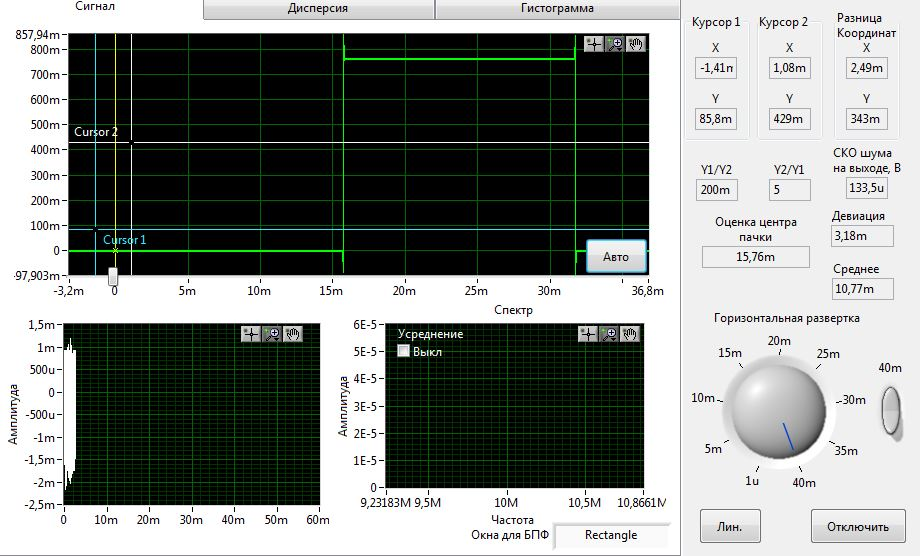 Сигнал
Дисперсия
Гистограмма
857,94m
800m
700m
600m
500m
400m
300m
200m
100m
0
-97,903m
Cursor 2
Cursor 1
Авто
-3,2m 0 5m 10m 15m 20m 25m 30m 36,8m
Курсор 1
X
-1,41m
Y
85,8m
Курсор 2
X
1,08m
Y
429m
Разница
Координат
X
2,49m
Y
343m
Y1/Y2
200m
Y2/Y1
5
СКО шума
на выходе, В
133,5u
Оценка центра
пачки
15,76m
Девиация
3,18m
Среднее
10,77m
Амплитуда
1,5m
1m
500u
0
-500u
-1m
-1,5m
-2m
-2,5m
0 10m 20m 30m 40m 50m 60m
Спектр
Амплитуда
6E-5
5E-5
4E-5
3E-5
2E-5
1E-5
0
Усреднение
Выкл
9,23183M 9,5M 10M 10,5M 10,8661M
Частота
Окна для БПФ
Rectangle
Горизонтальная развертка
1u
5m
10m
15m
20m
25m
30m
35m
40m
40m
Лин.
Отключить